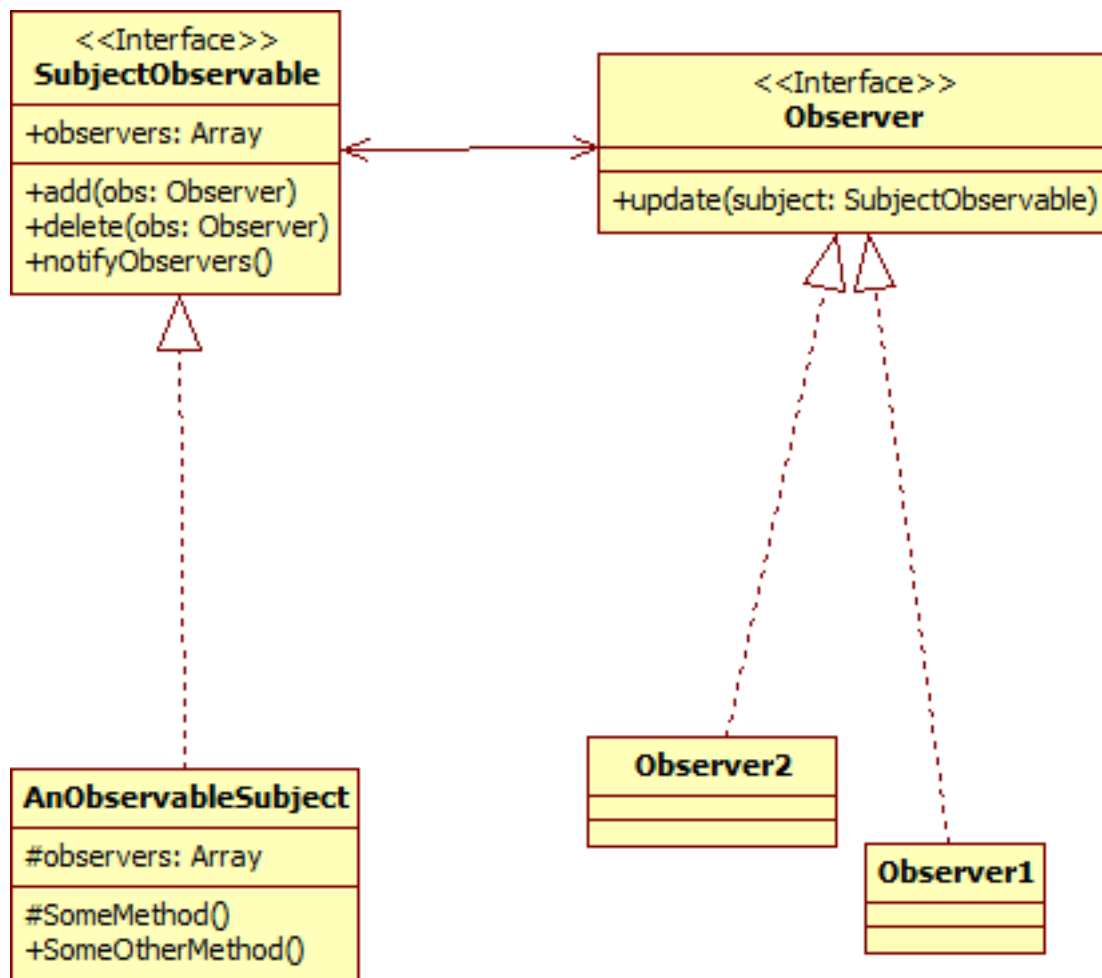 <<Interface>>
SubjectObservable
+observers: Array
+add(obs: Observer)
+delete(obs: Observer)
+notifyObservers()
<<Interface>>
Observer
+update(subject: SubjectObservable)
AnObservableSubject
#observers: Array
#SomeMethod()
+SomeOtherMethod()
Observer2
Observer1